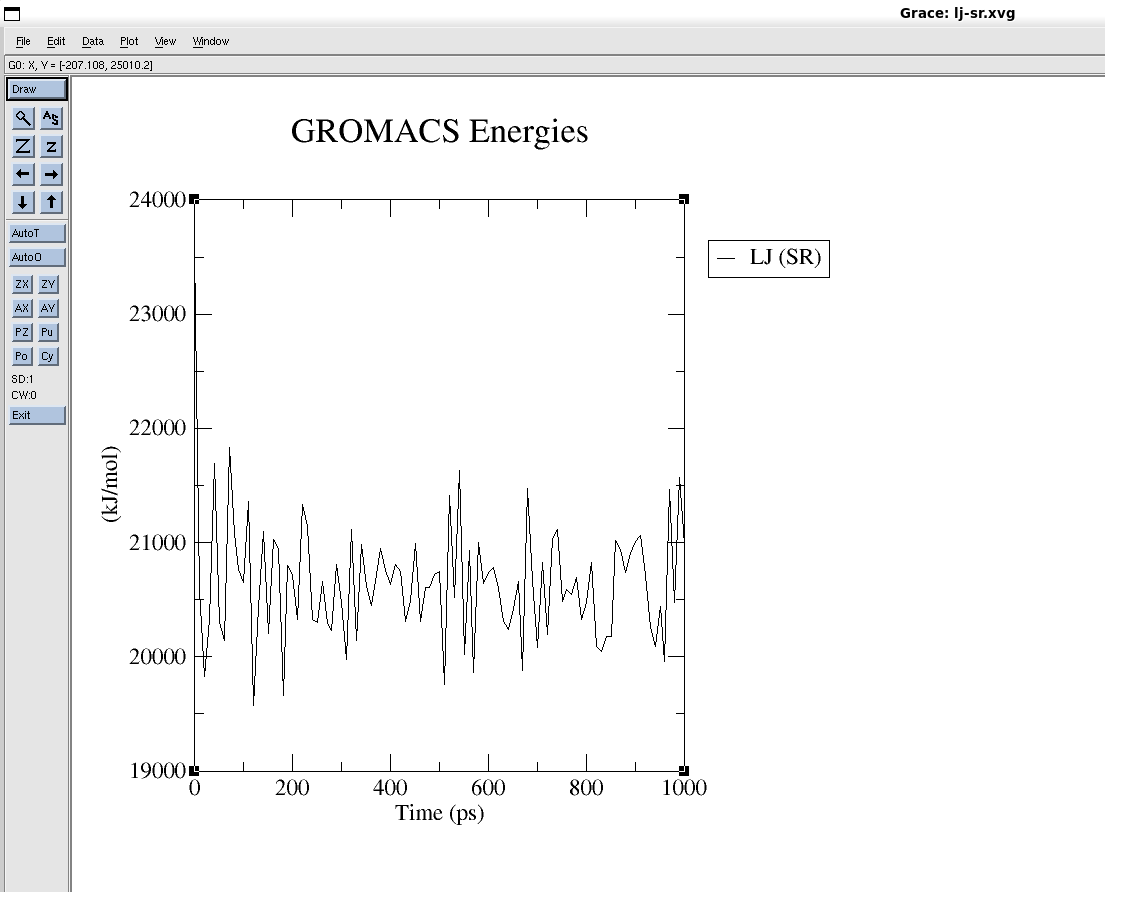 Grace: lj-sr.xvg
File Edit Data Plot View Window
G0: X, Y = [-207.108, 25010.2]
Draw
AS
Z z
AutoT
AutoO
ZX ZY
AX AY
PZ Pu
Po Cy
SD:1
CW:0
Exit
GROMACS Energies
24000
23000
22000
21000
20000
19000
(kJ/mol)
LJ (SR)
0 200 400 600 800 1000
Time (ps)